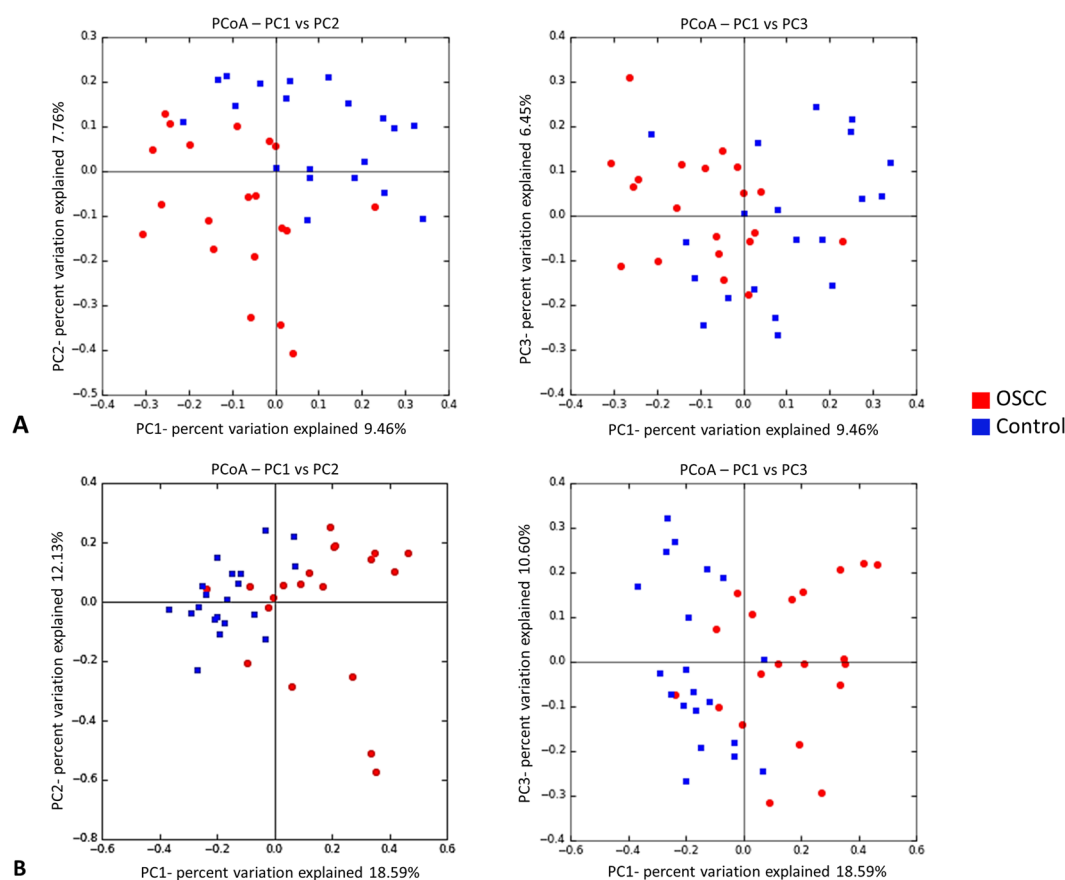 PCoA – PC1 vs PC2
0.3
0.2
0.1
0.0
−0.1
−0.2
−0.3
−0.4
−0.5
−0.4 −0.3 −0.2 −0.1 0.0 0.1 0.2 0.3 0.4
PC2- percent variation explained 7.76%
PC1- percent variation explained 9.46%
PCoA – PC1 vs PC3
0.4
0.3
0.2
0.1
0.0
−0.1
−0.2
−0.3
−0.4
−0.4 −0.3 −0.2 −0.1 0.0 0.1 0.2 0.3 0.4
PC3- percent variation explained 6.45%
PC1- percent variation explained 9.46%
A
OSCC
Control
PCoA – PC1 vs PC2
0.4
0.2
0.0
−0.2
−0.4
−0.6
−0.8
−0.6 −0.4 −0.2 0.0 0.2 0.4 0.6
PC2- percent variation explained 12.13%
PC1- percent variation explained 18.59%
PCoA – PC1 vs PC3
0.4
0.3
0.2
0.1
0.0
−0.1
−0.2
−0.3
−0.4
−0.6 −0.4 −0.2 0.0 0.2 0.4 0.6
PC3- percent variation explained 10.60%
PC1- percent variation explained 18.59%
B